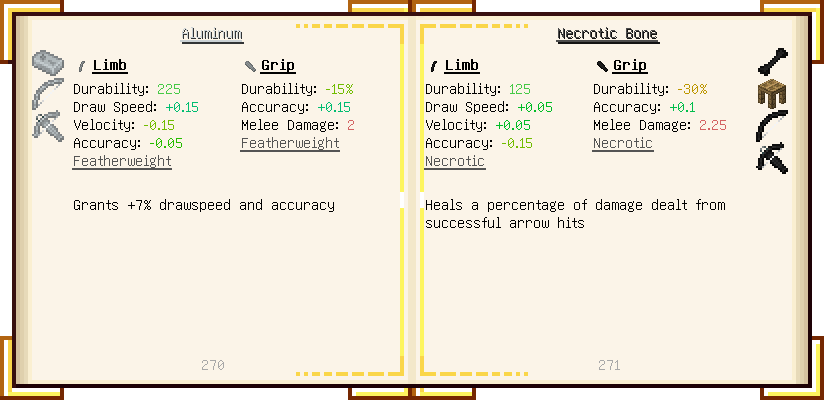 Aluminum
Limb
Durability: 225
Draw Speed: +0.15
Velocity: -0.15
Accuracy: -0.05
Featherweight
Grip
Durability: -15%
Accuracy: +0.15
Melee Damage: 2
Featherweight
Grants +7% drawspeed and accuracy
270
Necrotic Bone
Limb
Durability: 125
Draw Speed: +0.05
Velocity: +0.05
Accuracy: -0.15
Necrotic
Grip
Durability: -30%
Accuracy: +0.1
Melee Damage: 2.25
Necrotic
Heals a percentage of damage dealt from
successful arrow hits
271